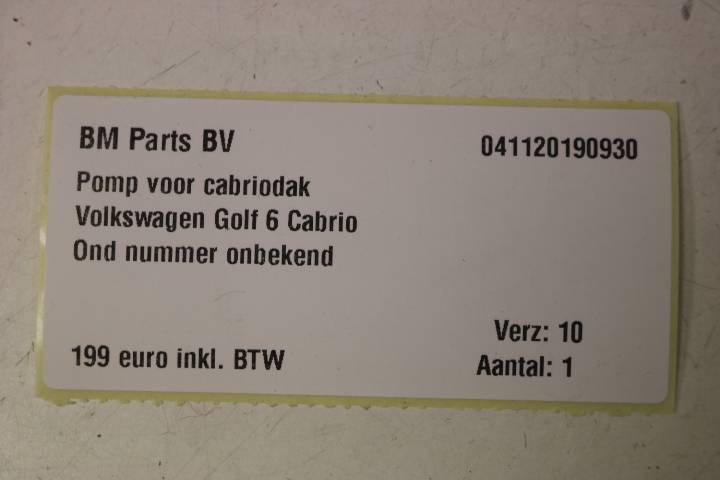 BM Parts BV
041120190930
Pomp voor cabriodak
Volkswagen Golf 6 Cabrio
Ond nummer onbekend
Verz: 10
199 euro inkl. BTW
Aantal: 1